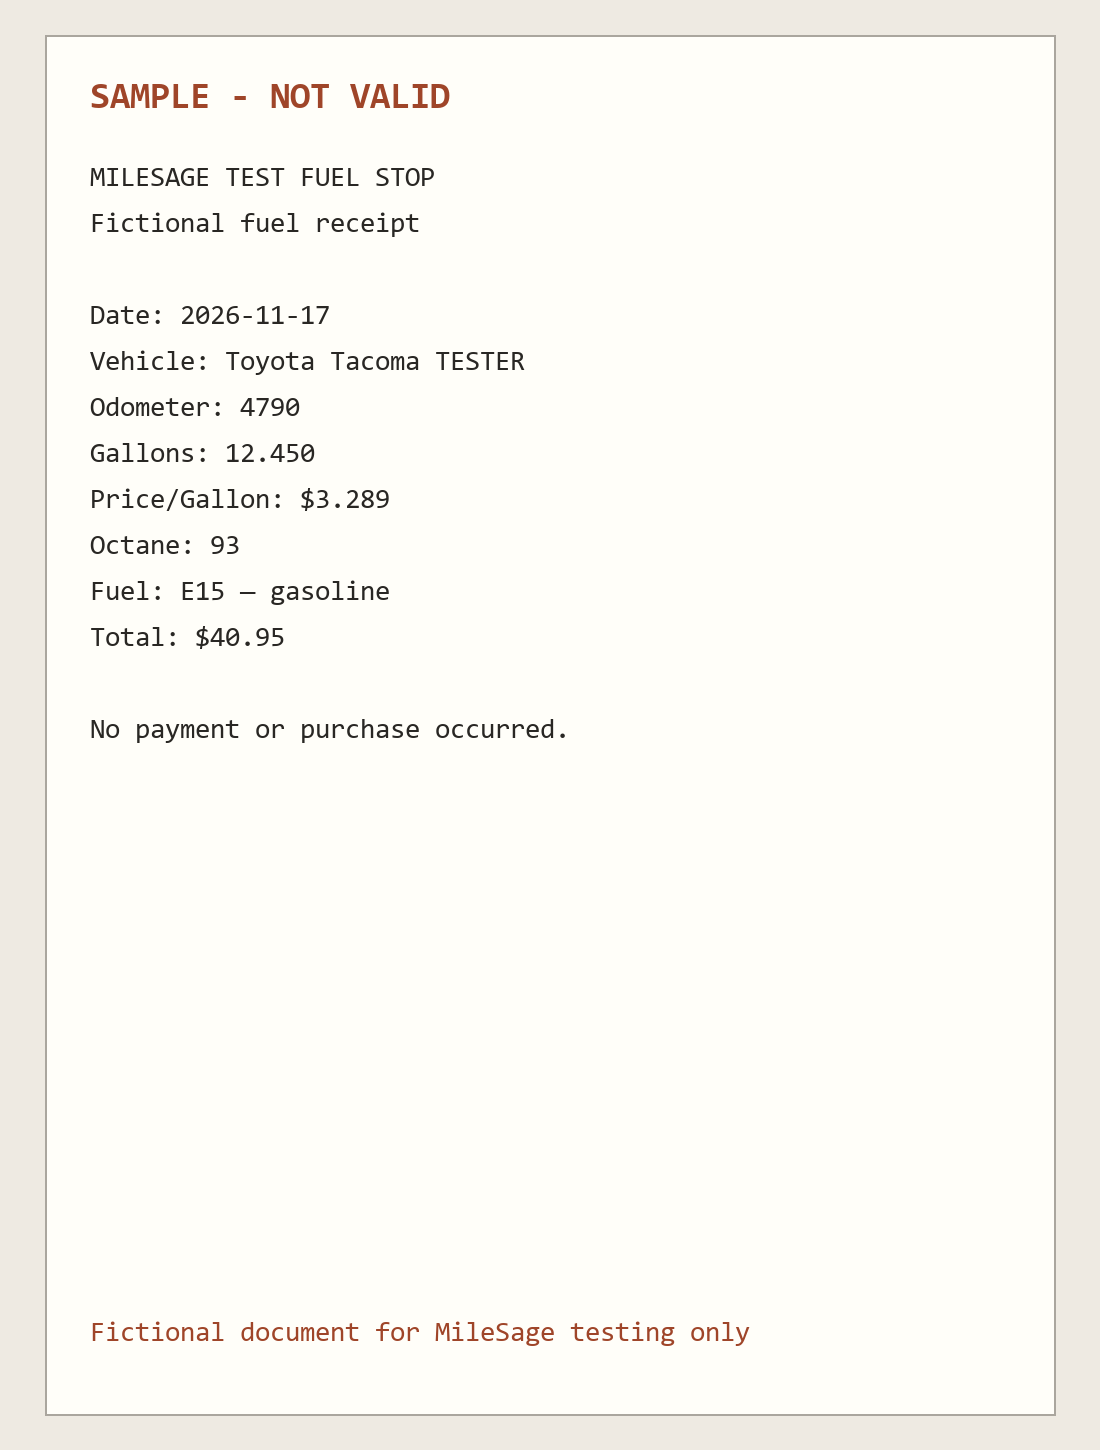 SAMPLE - NOT VALID
MILESAGE TEST FUEL STOP
Fictional fuel receipt
Date: 2026-11-17
Vehicle: Toyota Tacoma TESTER
Odometer: 4790
Gallons: 12.450
Price/Gallon: $3.289
Octane: 93
Fuel: E15 — gasoline
Total: $40.95
No payment or purchase occurred.
Fictional document for MileSage testing only